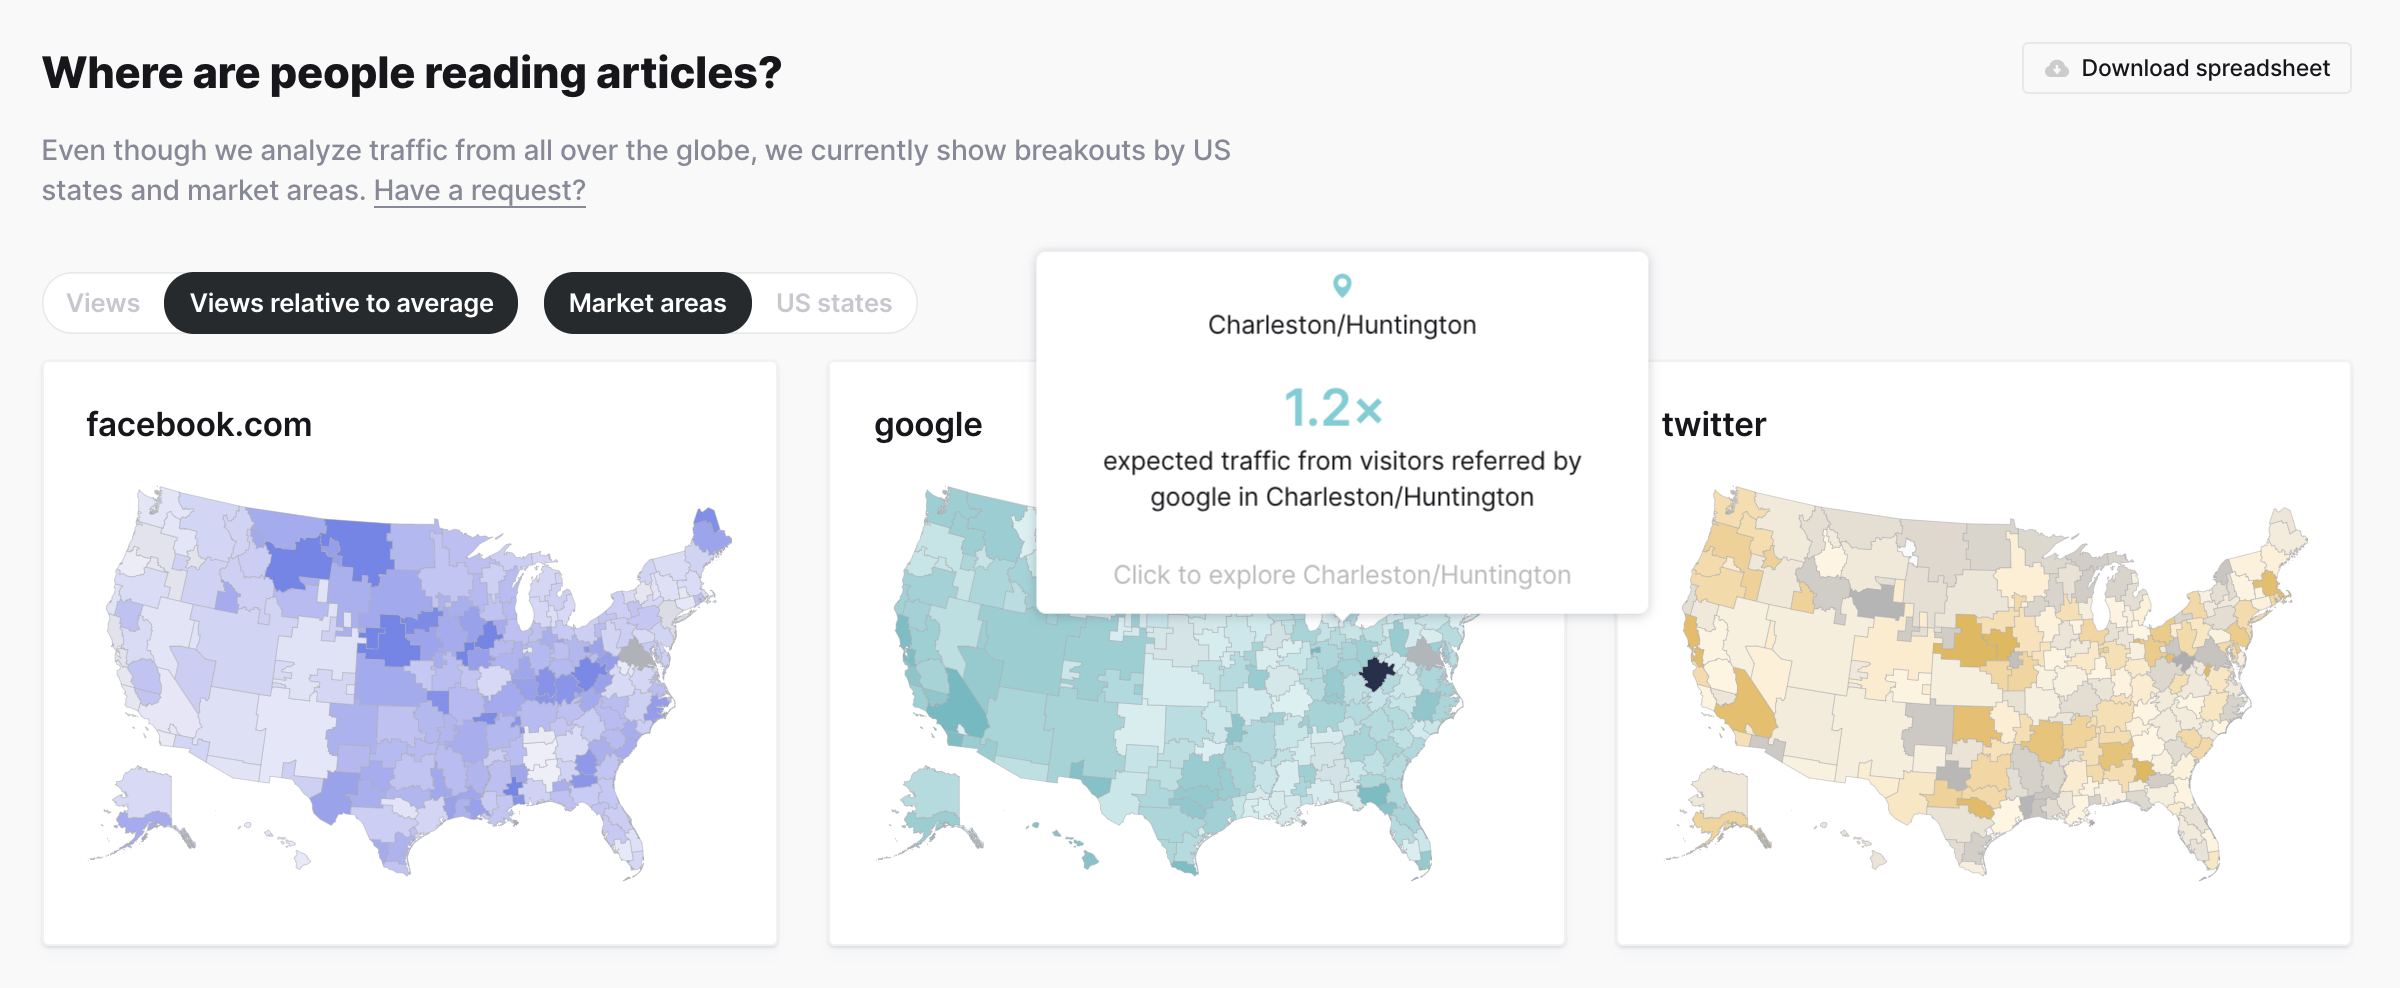 Where are people reading articles?
Download spreadsheet
Even though we analyze traffic from all over the globe, we currently show breakouts by US
states and market areas. Have a request?
Views
Views relative to average
Market areas
US states
facebook.com
google
Charleston/Huntington
1.2×
expected traffic from visitors referred by
google in Charleston/Huntington
Click to explore Charleston/Huntington
twitter